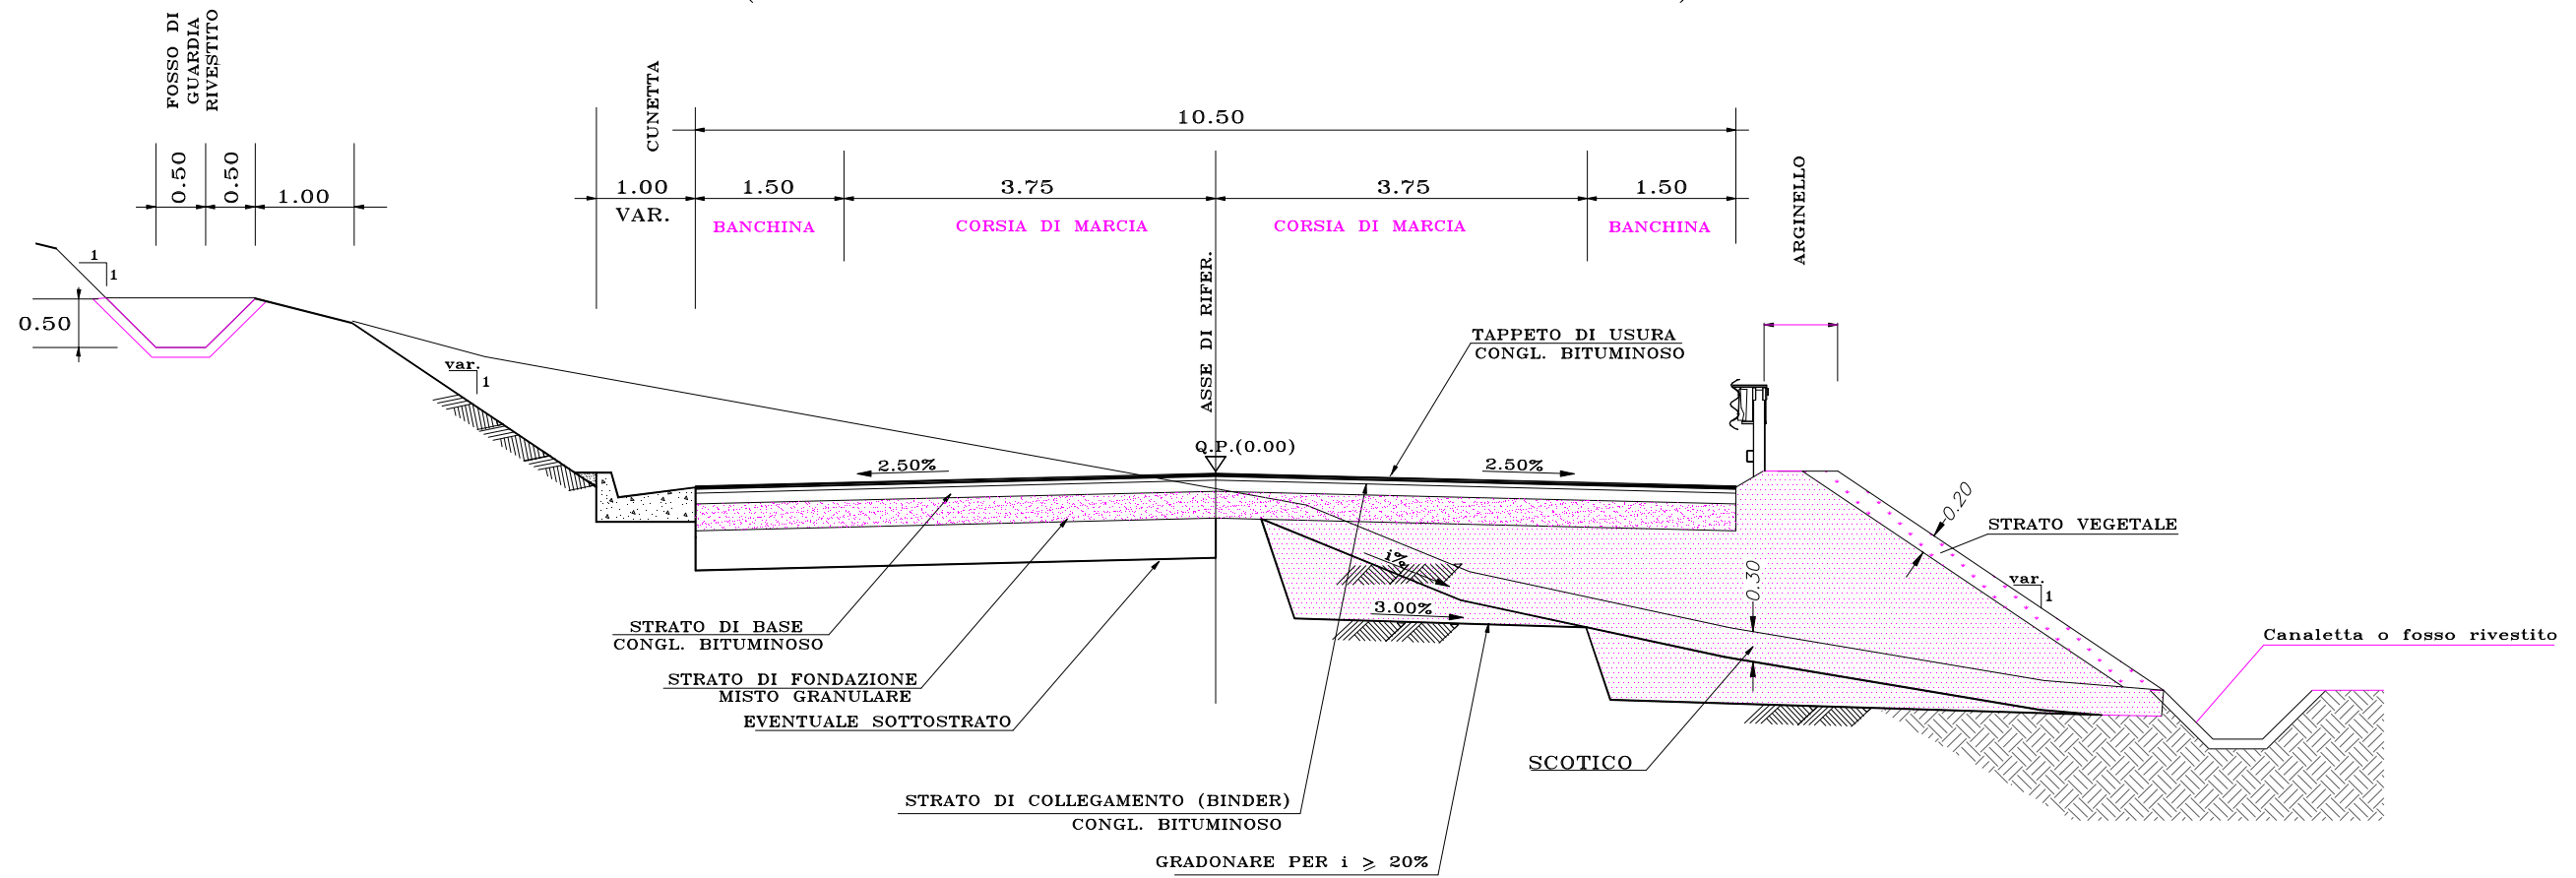 FOSSO DI
GUARDIA
RIVESTITO
CUNETTA
10.50
0.50
0.50
1.00
1.00
VAR.
1.50
3.75
3.75
1.50
BANCHINA
CORSIA DI MARCIA
CORSIA DI MARCIA
BANCHINA
ARGINELLO
1
1
0.50
var.
1
ASSE DI RIFER.
TAPPETO DI USURA
CONGL. BITUMINOSO
Q.P.(0.00)
2.50%
2.50%
0.20
STRATO VEGETALE
i%
0.30
3.00%
var.
1
STRATO DI BASE
CONGL. BITUMINOSO
Canaletta o fosso rivestito
STRATO DI FONDAZIONE
MISTO GRANULARE
EVENTUALE SOTTOSTRATO
SCOTICO
STRATO DI COLLEGAMENTO (BINDER)
CONGL. BITUMINOSO
GRADONARE PER i ⩾ 20%